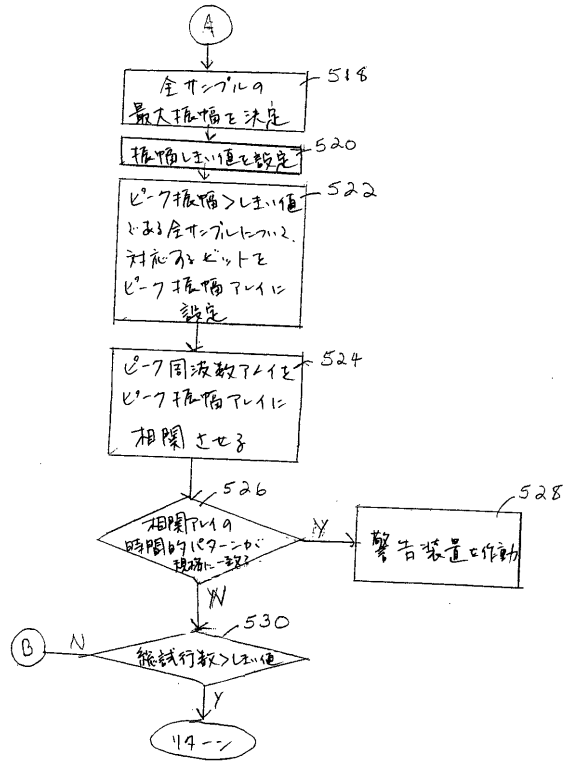 A
518
全サンプルの
最大振幅を決定
520
振幅しきい値を設定
522
ピーク振幅>しきい値
である全サンプルについて、
対応するビットを
ピーク振幅アレイに
設定
524
ピーク周波数アレイを
ピーク振幅アレイに
相関させる
526
相関アレイの
時間的パターンが
規格に一致する
Y
528
警告装置を作動
N
530
B
N
総試行数>しきい値
Y
リターン